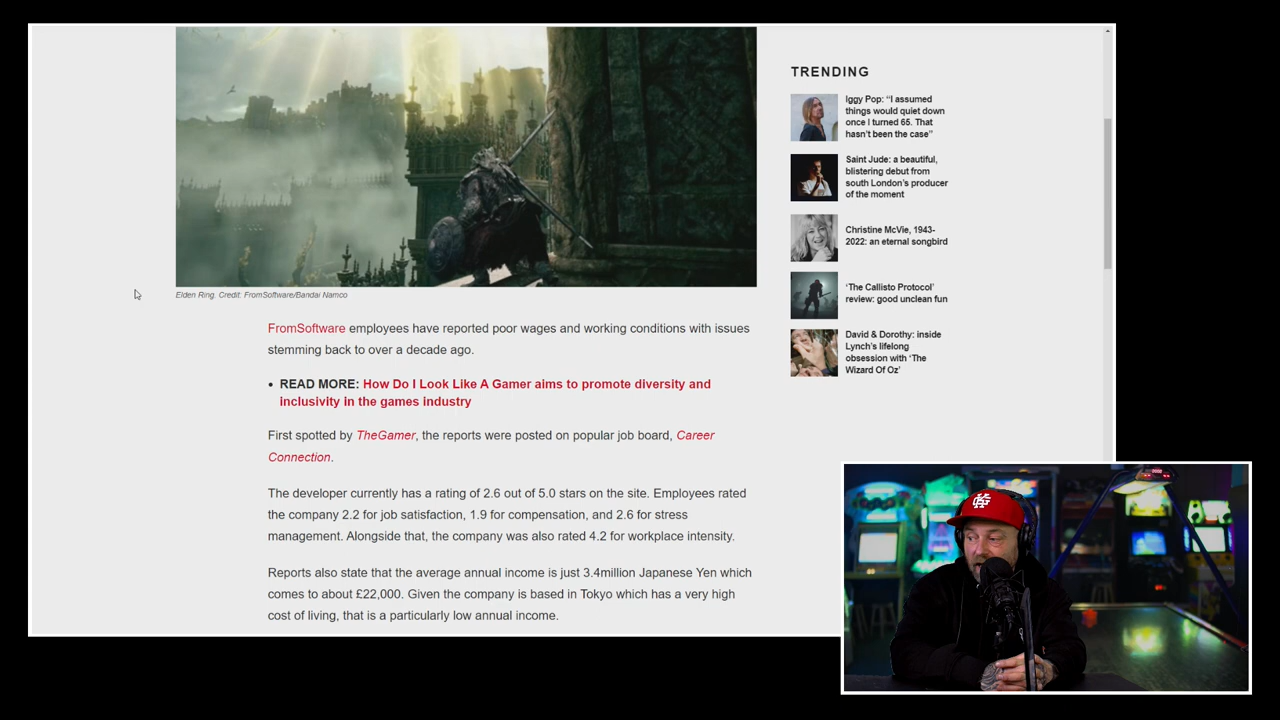 Elden Ring. Credit: FromSoftware/Bandai Namco
FromSoftware employees have reported poor wages and working conditions with issues
stemming back to over a decade ago.
• READ MORE: How Do I Look Like A Gamer aims to promote diversity and
inclusivity in the games industry
First spotted by TheGamer, the reports were posted on popular job board, Career
Connection.
The developer currently has a rating of 2.6 out of 5.0 stars on the site. Employees rated
the company 2.2 for job satisfaction, 1.9 for compensation, and 2.6 for stress
management. Alongside that, the company was also rated 4.2 for workplace intensity.
Reports also state that the average annual income is just 3.4million Japanese Yen which
comes to about £22,000. Given the company is based in Tokyo which has a very high
cost of living, that is a particularly low annual income.
TRENDING
Iggy Pop: “I assumed
things would quiet down
once I turned 65. That
hasn’t been the case”
Saint Jude: a beautiful,
blistering debut from
south London’s producer
of the moment
Christine McVie, 1943-
2022: an eternal songbird
‘The Callisto Protocol’
review: good unclean fun
David & Dorothy: inside
Lynch’s lifelong
obsession with ‘The
Wizard Of Oz’